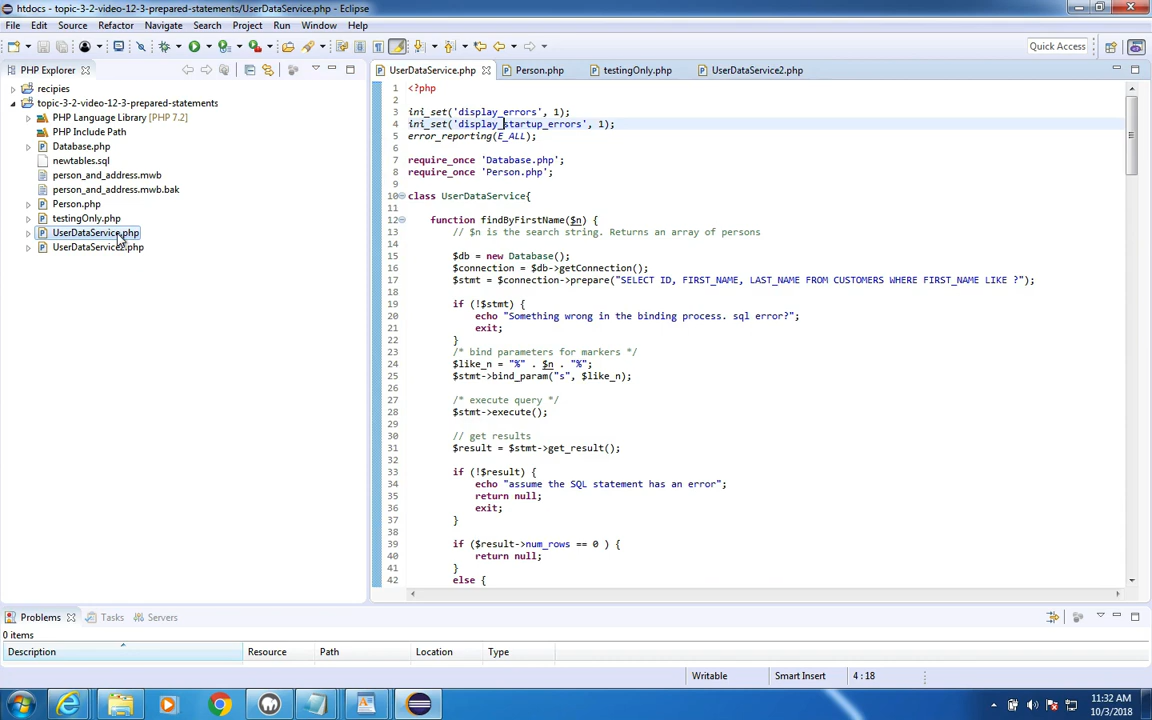 htdocs - topic-3-2-video-12-3-prepared-statements/UserDataService.php - Eclipse
File Edit Source Refactor Navigate Search Project Run Window Help
Quick Access
PHP Explorer
UserDataService.php Person.php testingOnly.php UserDataService2.php
recipies
topic-3-2-video-12-3-prepared-statements
PHP Language Library [PHP 7.2]
PHP Include Path
Database.php
newtables.sql
person_and_address.mwb
person_and_address.mwb.bak
Person.php
testingOnly.php
UserDataService.php
UserDataService2.php
1 <?php
2
3 ini_set('display_errors', 1);
4 ini_set('display_startup_errors', 1);
5 error_reporting(E_ALL);
6
7 require_once 'Database.php';
8 require_once 'Person.php';
9
10 class UserDataService{
11
12 function findByFirstName($n) {
13 // $n is the search string. Returns an array of persons
14
15 $db = new Database();
16 $connection = $db->getConnection();
17 $stmt = $connection->prepare("SELECT ID, FIRST_NAME, LAST_NAME FROM CUSTOMERS WHERE FIRST_NAME LIKE ?");
18
19 if (!$stmt) {
20 echo "Something wrong in the binding process. sql error?";
21 exit;
22 }
23 /* bind parameters for markers */
24 $like_n = "%" . $n . "%";
25 $stmt->bind_param("s", $like_n);
26
27 /* execute query */
28 $stmt->execute();
29
30 // get results
31 $result = $stmt->get_result();
32
33 if (!$result) {
34 echo "assume the SQL statement has an error";
35 return null;
36 exit;
37 }
38
39 if ($result->num_rows == 0 ) {
40 return null;
41 }
42 else {
Problems Tasks Servers
0 items
Description Resource Path Location Type
Writable Smart Insert 4 : 18
11:32 AM
10/3/2018